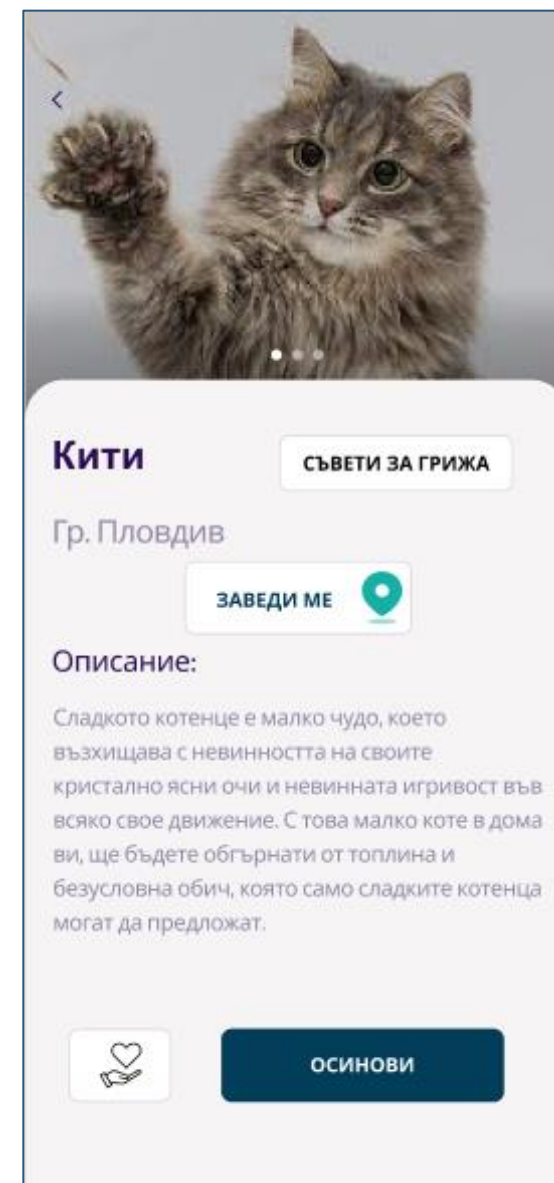 Кити
СЪВЕТИ ЗА ГРИЖА
Гр. Пловдив
ЗАВЕДИ МЕ
Описание:
Сладкото котенце е малко чудо, което
възхищава с невинността на своите
кристално ясни очи и невинната игривост във
всяко свое движение. С това малко коте в дома
ви, ще бъдете обгърнати от топлина и
безусловна обич, която само сладките котенца
могат да предложат.
ОСИНОВИ